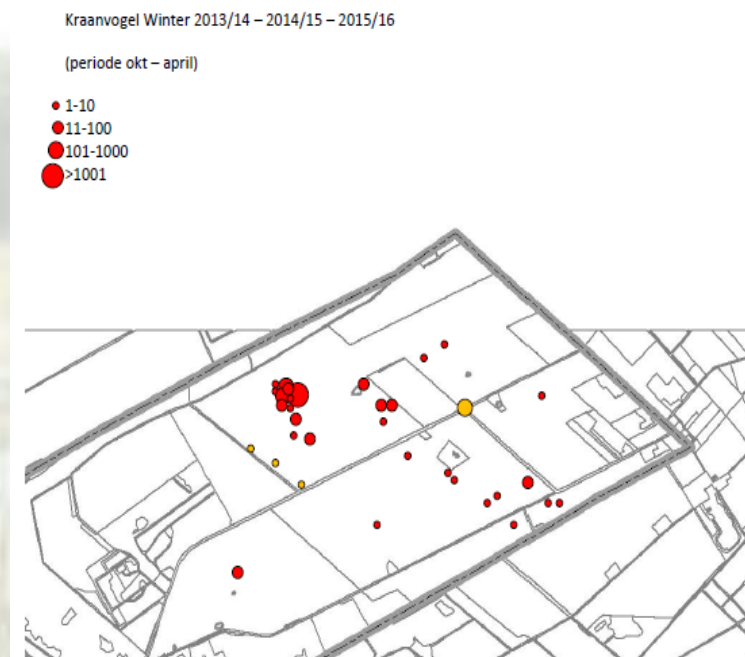 Kraanvogel Winter 2013/14 – 2014/15 – 2015/16
(periode okt – april)
1-10
11-100
101-1000
>1001